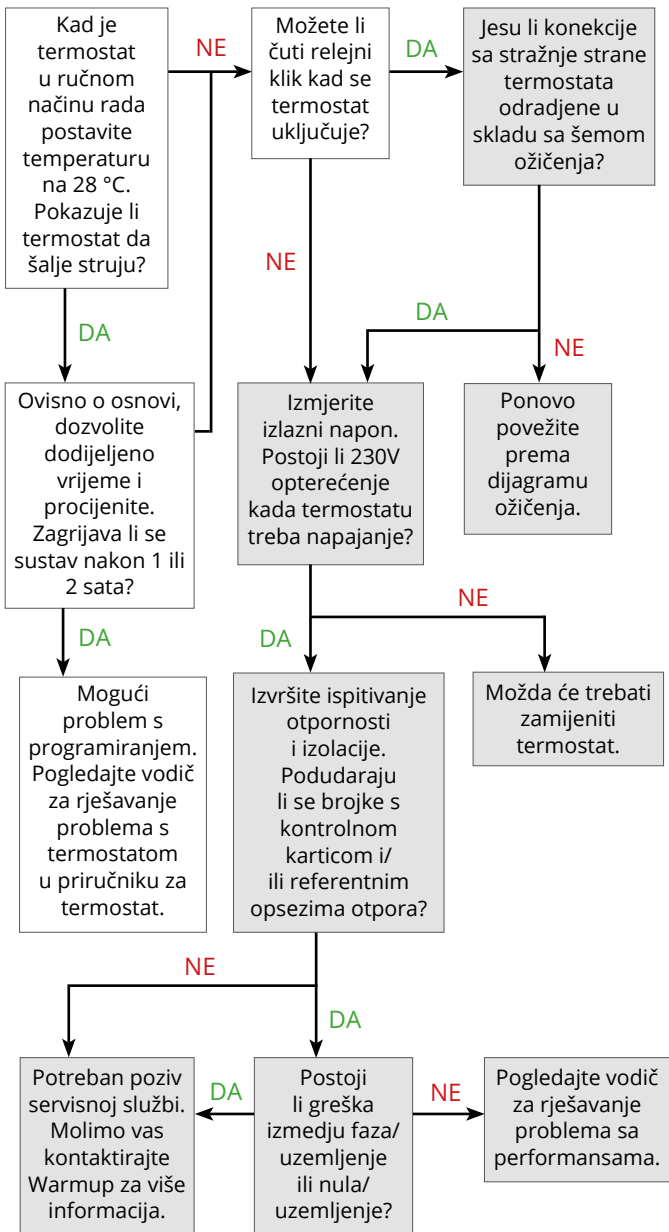 Kad je
termostat
u ručnom
načinu rada
postavite
temperaturu
na 28 °C.
Pokazuje li
termostat da
šalje struju?
NE
Možete li
čuti relejni
klik kad se
termostat
uključuje?
DA
Jesu li konekcije
sa stražnje strane
termostata
odradjene u
skladu sa šemom
ožičenja?
NE
DA
DA
NE
Ovisno o osnovi,
dozvolite
dodijeljeno
vrijeme i
procijenite.
Zagrijava li se
sustav nakon 1 ili
2 sata?
Izmjerite
izlazni napon.
Postoji li 230V
opterećenje
kada termostatu
treba napajanje?
Ponovo
povežite
prema
dijagramu
ožičenja.
DA
DA
NE
Mogući
problem s
programiranjem.
Pogledajte vodič
za rješavanje
problema s
termostatom
u priručniku za
termostat.
Izvršite ispitivanje
otpornosti
i izolacije.
Podudaraju
li se brojke s
kontrolnom
karticom i/
ili referentnim
opsezima otpora?
Možda će trebati
zamijeniti
termostat.
NE
DA
Potreban poziv
servisnoj službi.
Molimo vas
kontaktirajte
Warmup za više
informacija.
DA
Postoji
li greška
izmedju faza/
uzemljenje
ili nula/
uzemljenje?
NE
Pogledajte vodič
za rješavanje
problema sa
performansama.